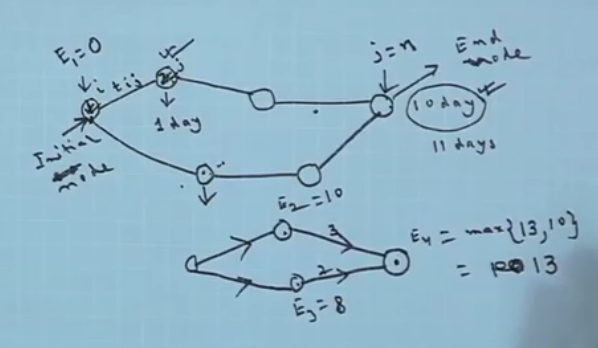 E₁=0
i tij j
j=n
End node
10 day
11 days
1 day
Initial node
E₂=10
3
2
E₃=8
E₄ = max{13,10}
= 13